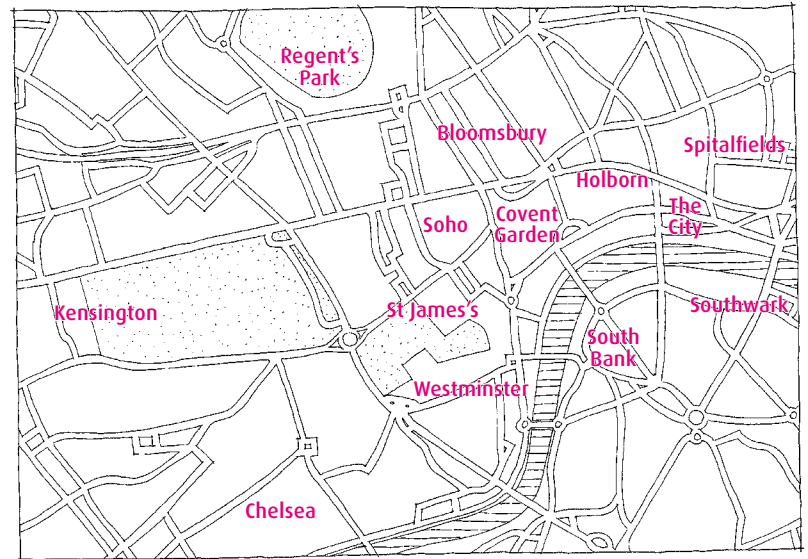 Regent's
Park
Bloomsbury
Spitalfields
Holborn
Soho
Covent
Garden
The
City
Kensington
St James's
Southwark
South
Bank
Westminster
Chelsea